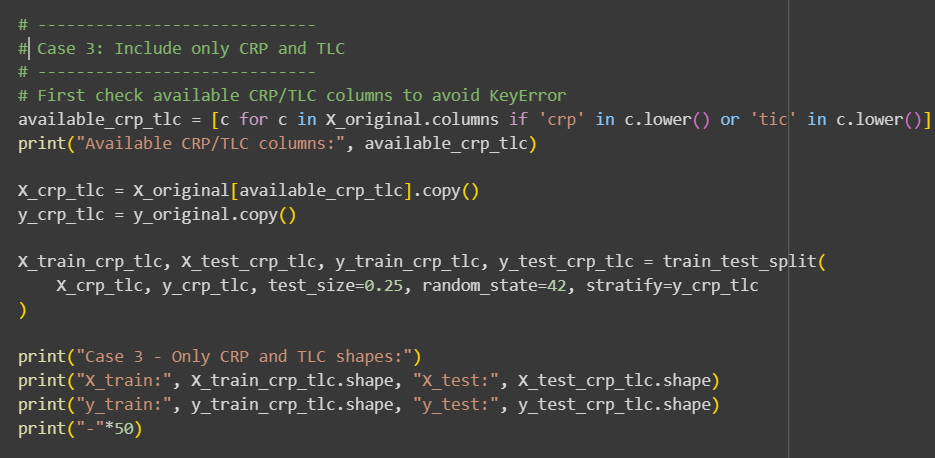 # -----------------------------
# Case 3: Include only CRP and TLC
# -----------------------------
# First check available CRP/TLC columns to avoid KeyError
available_crp_tlc = [c for c in X_original.columns if 'crp' in c.lower() or 'tic' in c.lower()]
print("Available CRP/TLC columns:", available_crp_tlc)
X_crp_tlc = X_original[available_crp_tlc].copy()
y_crp_tlc = y_original.copy()
X_train_crp_tlc, X_test_crp_tlc, y_train_crp_tlc, y_test_crp_tlc = train_test_split(
    X_crp_tlc, y_crp_tlc, test_size=0.25, random_state=42, stratify=y_crp_tlc
)
print("Case 3 - Only CRP and TLC shapes:")
print("X_train:", X_train_crp_tlc.shape, "X_test:", X_test_crp_tlc.shape)
print("y_train:", y_train_crp_tlc.shape, "y_test:", y_test_crp_tlc.shape)
print("-"*50)